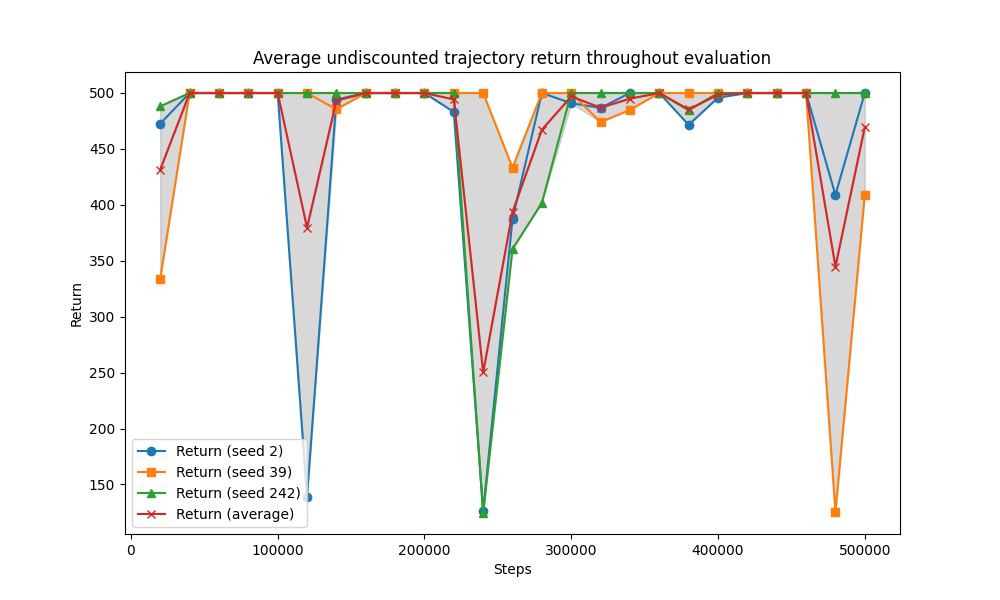 Average undiscounted trajectory return throughout evaluation
Return
500
450
400
350
300
250
200
150
Return (seed 2)
Return (seed 39)
Return (seed 242)
Return (average)
0
100000
200000
300000
400000
500000
Steps